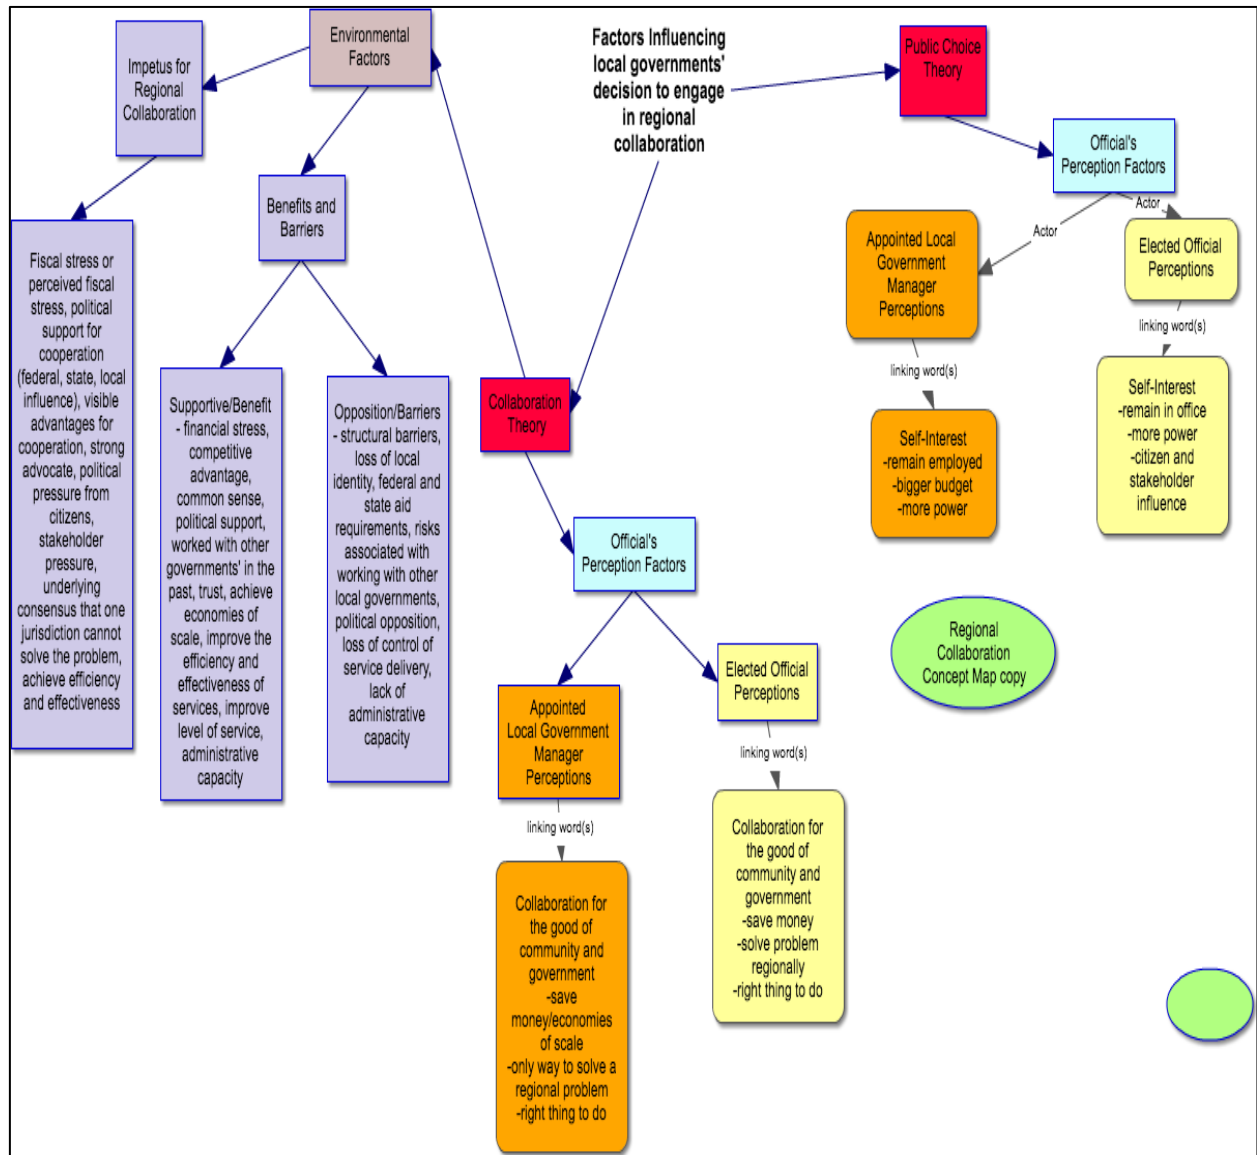 Factors Influencing
local governments'
decision to engage
in regional
collaboration
Environmental
Factors
Impetus for
Regional
Collaboration
Fiscal stress or
perceived fiscal
stress, political
support for
cooperation
(federal, state, local
influence), visible
advantages for
cooperation, strong
advocate, political
pressure from
citizens,
stakeholder
pressure,
underlying
consensus that one
jurisdiction cannot
solve the problem,
achieve efficiency
and effectiveness
Benefits and
Barriers
Supportive/Benefit
- financial stress,
competitive
advantage,
common sense,
political support,
worked with other
governments' in the
past, trust, achieve
economies of
scale, improve the
efficiency and
effectiveness of
services, improve
level of service,
administrative
capacity
Opposition/Barriers
- structural barriers,
loss of local
identity, federal and
state aid
requirements, risks
associated with
working with other
local governments,
political opposition,
loss of control of
service delivery,
lack of
administrative
capacity
Collaboration
Theory
Official's
Perception Factors
Appointed
Local Government
Manager
Perceptions
linking word(s)
Collaboration for
the good of
community and
government
-save
money/economies
of scale
-only way to solve a
regional problem
-right thing to do
Elected Official
Perceptions
linking word(s)
Collaboration for
the good of
community and
government
-save money
-solve problem
regionally
-right thing to do
Public Choice
Theory
Official's
Perception Factors
Actor
Actor
Appointed Local
Government
Manager
Perceptions
linking word(s)
Self-Interest
-remain employed
-bigger budget
-more power
Elected Official
Perceptions
linking word(s)
Self-Interest
-remain in office
-more power
-citizen and
stakeholder
influence
Regional
Collaboration
Concept Map copy